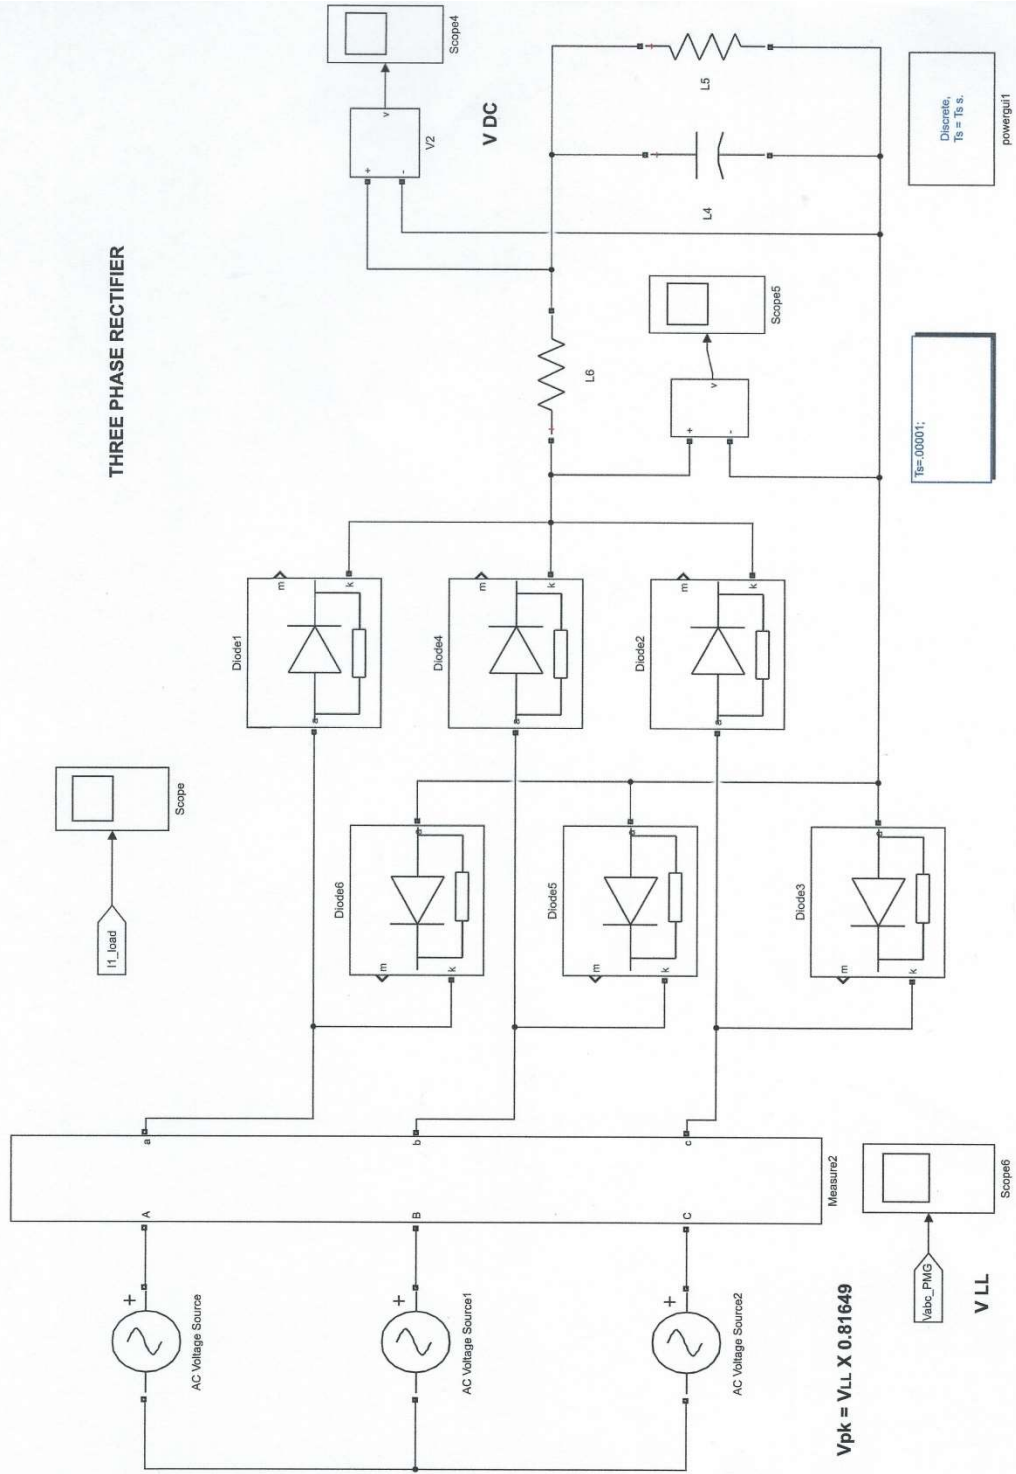 THREE PHASE RECTIFIER
AC Voltage Source
+
AC Voltage Source1
+
AC Voltage Source2
+
Vpk = VLL X 0.81649
A
B
C
a
b
c
Measure2
Vabc_PMG
Scope6
V LL
I1_load
Scope
Diode6
m
k
a
Diode5
m
k
a
Diode3
m
k
a
Diode1
m
a
k
Diode4
m
a
k
Diode2
m
a
k
+
-
v
Scope5
L6
+
+
-
v
V2
Scope4
V DC
L4
+
L5
+
Ts=.00001;
Discrete,
Ts = Ts s.
powergui1